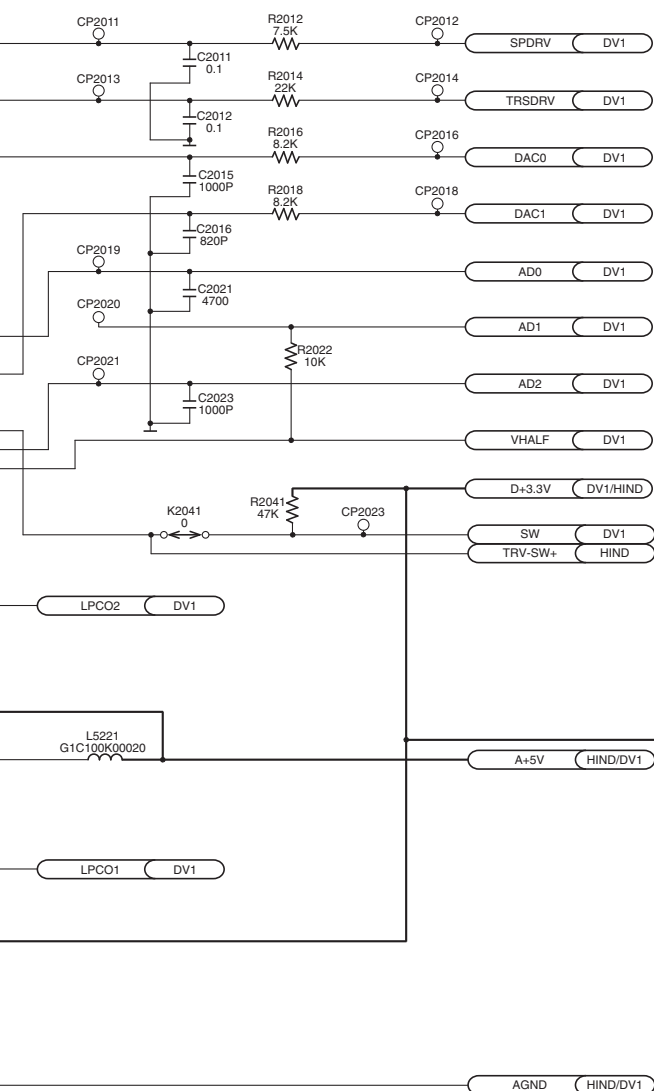 CP2011
R2012
7.5K
CP2012
SPDRV DV1
C2011
0.1
CP2013
R2014
22K
CP2014
TRSDRV DV1
C2012
0.1
R2016
8.2K
CP2016
DAC0 DV1
C2015
1000P
R2018
8.2K
CP2018
DAC1 DV1
C2016
820P
CP2019
AD0 DV1
C2021
4700
CP2020
AD1 DV1
R2022
10K
CP2021
AD2 DV1
C2023
1000P
VHALF DV1
D+3.3V DV1/HIND
R2041
47K
K2041
0
CP2023
SW DV1
TRV-SW+ HIND
LPCO2 DV1
L5221
G1C100K00020
A+5V HIND/DV1
LPCO1 DV1
AGND HIND/DV1